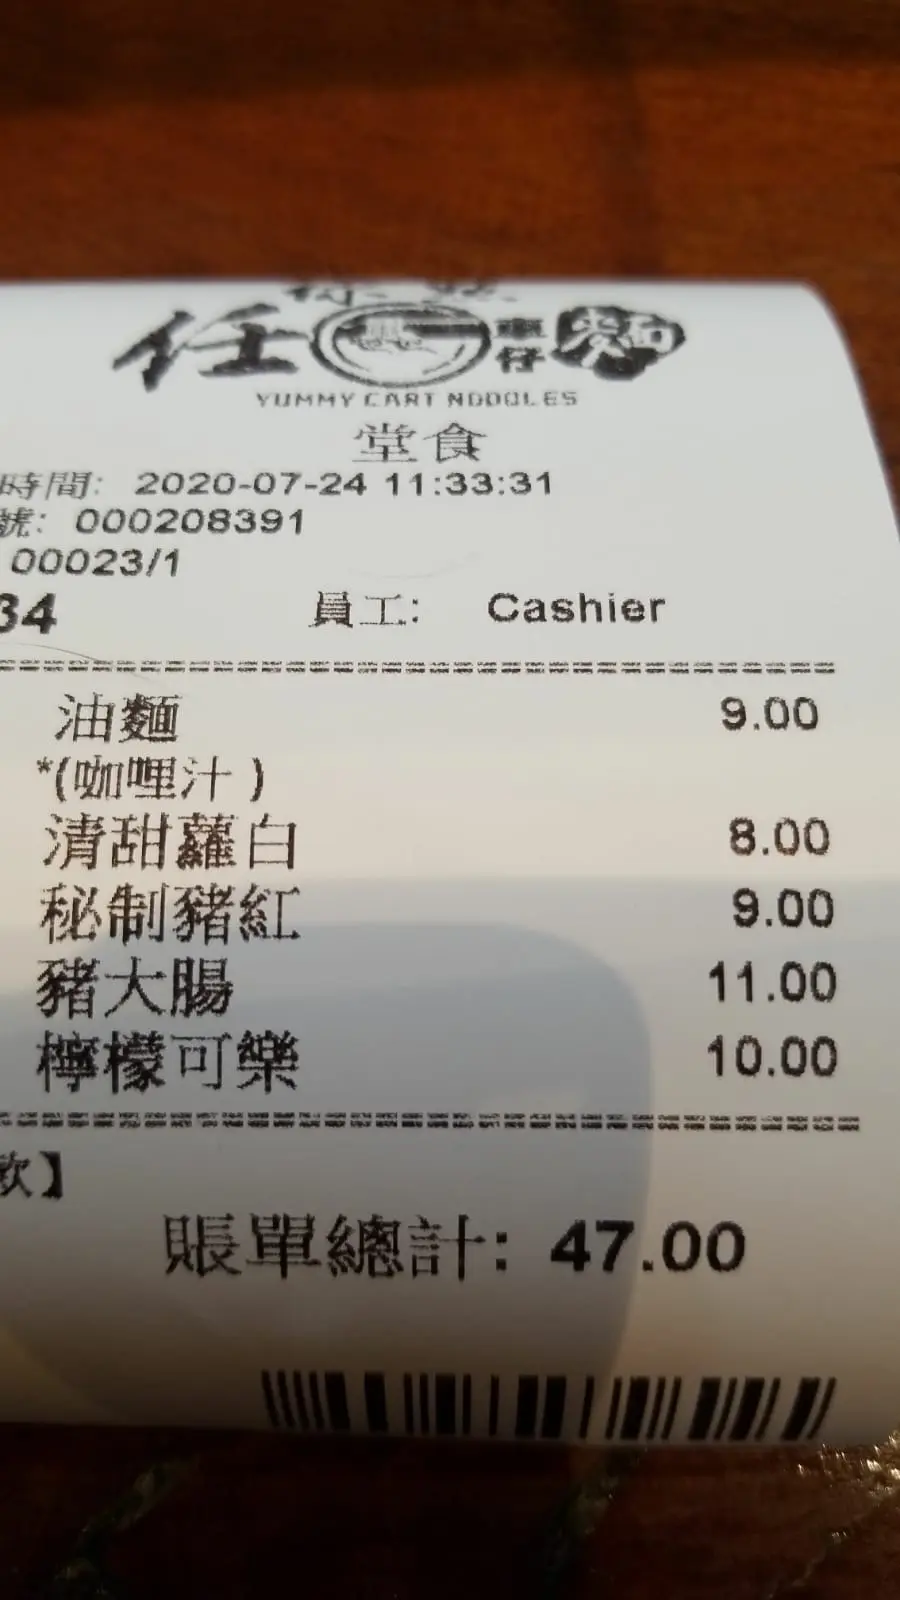 任 車仔 麵
YUMMY CART NOODLES
堂食
時間: 2020-07-24 11:33:31
號: 000208391
00023/1
34 員工: Cashier
油麵 9.00
*(咖喱汁)
清甜蘿白 8.00
秘制豬紅 9.00
豬大腸 11.00
檸檬可樂 10.00
款】
賬單總計: 47.00